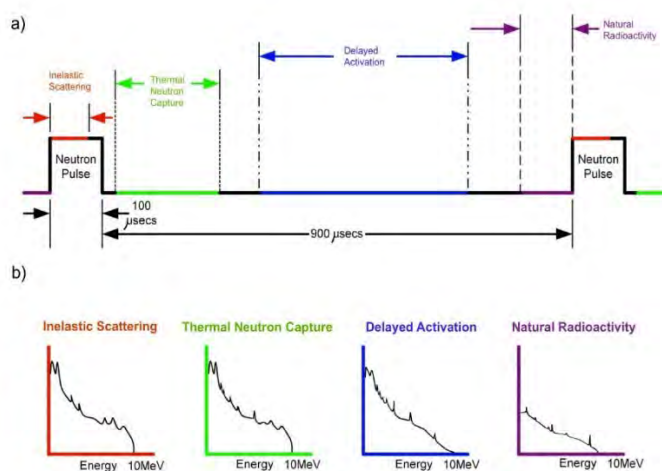 a)
Natural
Radioactivity
Delayed
Activation
Inelastic
Scattering
Thermal
Neutron
Capture
Neutron
Pulse
Neutron
Pulse
100
µsecs
900 µsecs
b)
Inelastic Scattering
Thermal Neutron Capture
Delayed Activation
Natural Radioactivity
Energy 10MeV
Energy 10MeV
Energy 10MeV
Energy 10MeV